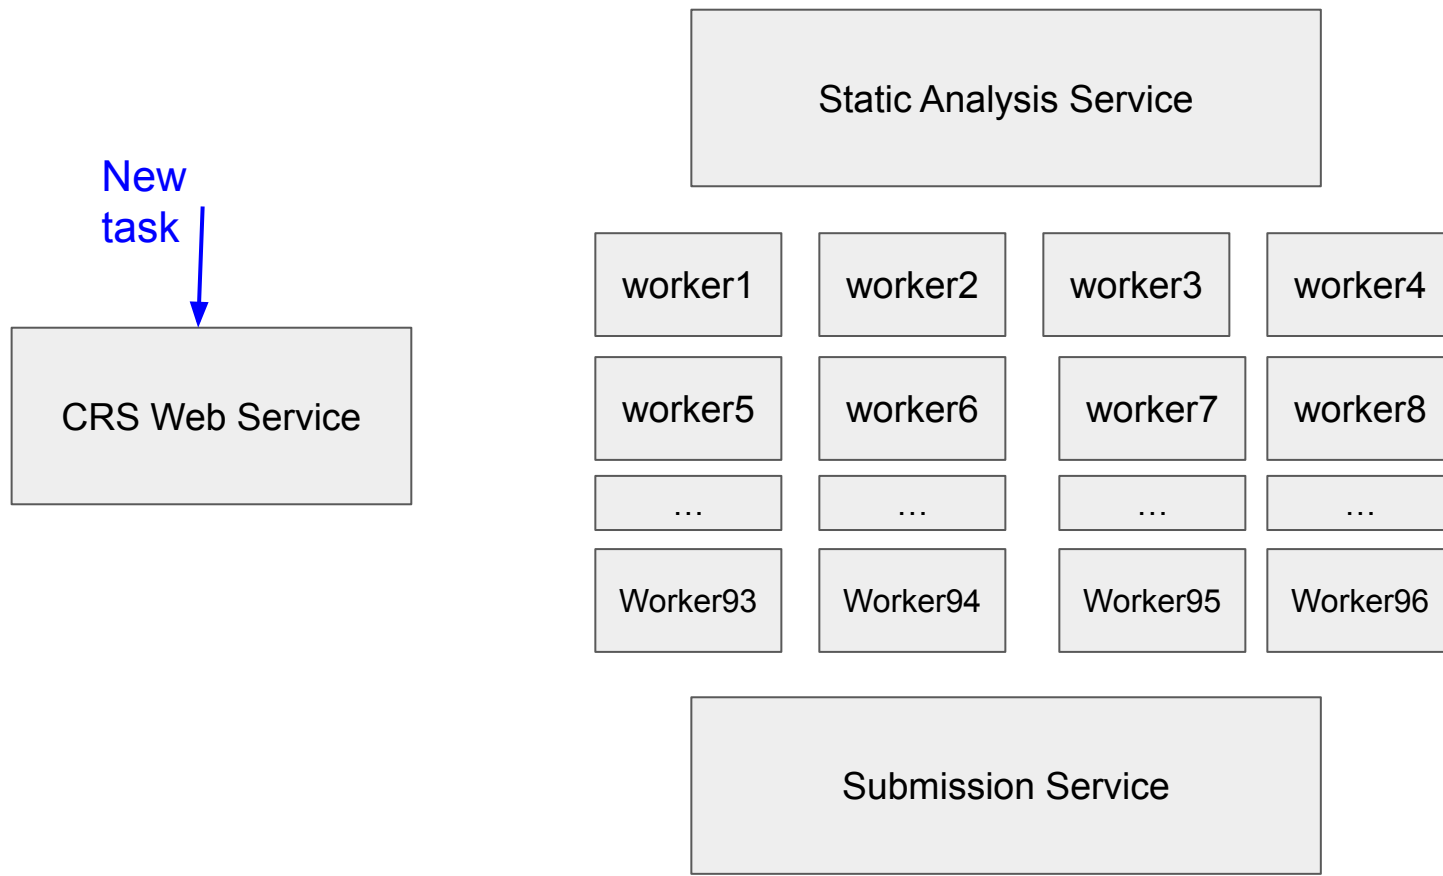 Static Analysis Service
New
task
worker1
worker2
worker3
worker4
CRS Web Service
worker5
worker6
worker7
worker8
…
…
…
…
Worker93
Worker94
Worker95
Worker96
Submission Service